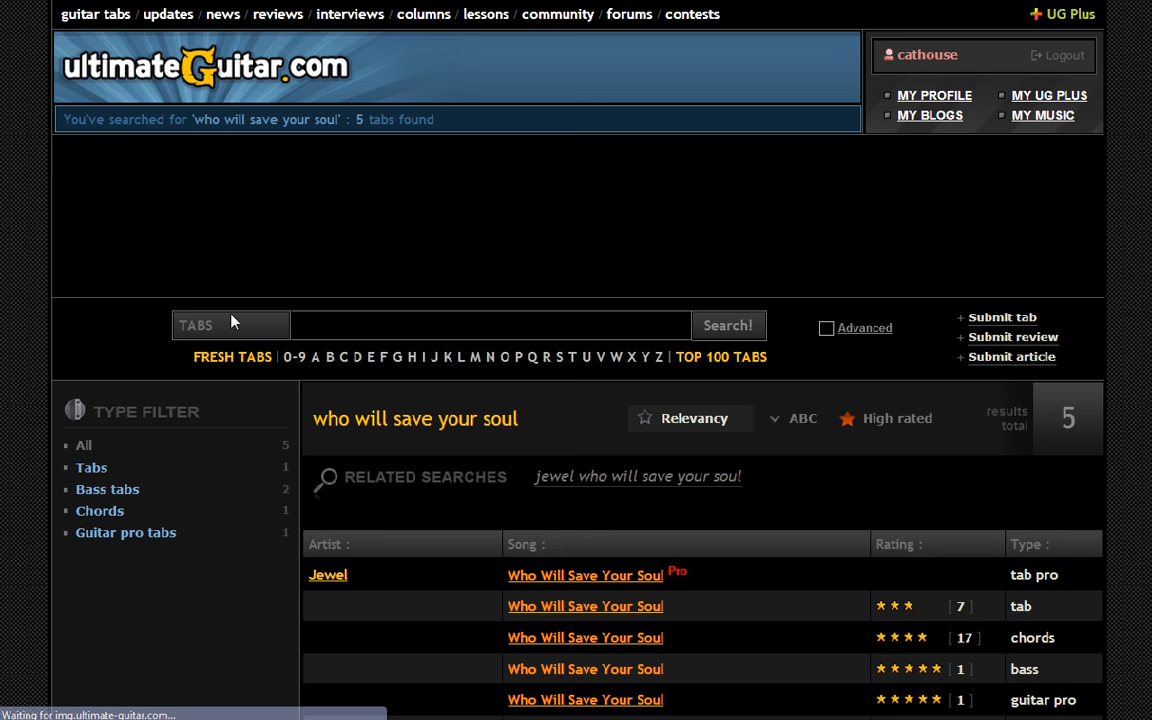 guitar tabs / updates / news / reviews / interviews / columns / lessons / community / forums / contests
+ UG Plus
ultimateGuitar.com
cathouse
Logout
MY PROFILE
MY UG PLUS
MY BLOGS
MY MUSIC
You've searched for 'who will save your soul' : 5 tabs found
TABS
Search!
Advanced
+ Submit tab
+ Submit review
+ Submit article
FRESH TABS | 0-9 A B C D E F G H I J K L M N O P Q R S T U V W X Y Z | TOP 100 TABS
TYPE FILTER
All 5
Tabs 1
Bass tabs 2
Chords 1
Guitar pro tabs 1
who will save your soul
Relevancy
ABC
High rated
results total 5
RELATED SEARCHES jewel who will save your soul
Artist : Song : Rating : Type :
Jewel Who Will Save Your Soul Pro tab pro
Who Will Save Your Soul [ 7 ] tab
Who Will Save Your Soul [ 17 ] chords
Who Will Save Your Soul [ 1 ] bass
Who Will Save Your Soul [ 1 ] guitar pro
Waiting for img.ultimate-guitar.com...